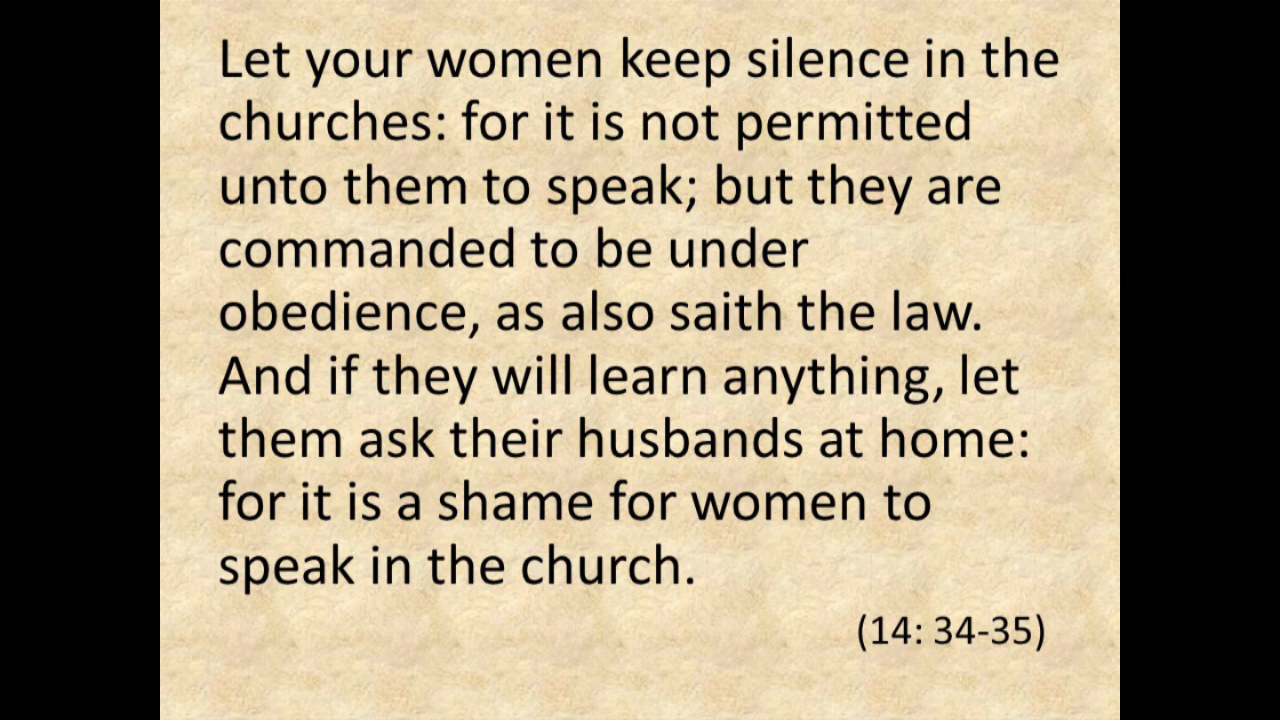 Let your women keep silence in the
churches: for it is not permitted
unto them to speak; but they are
commanded to be under
obedience, as also saith the law.
And if they will learn anything, let
them ask their husbands at home:
for it is a shame for women to
speak in the church.
(14: 34-35)